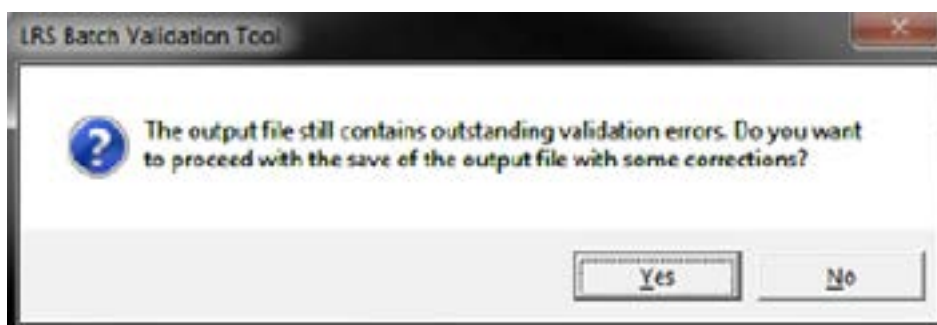 LRS Batch Validation Tool
The output file still contains outstanding validation errors. Do you want
to proceed with the save of the output file with some corrections?
Yes
No